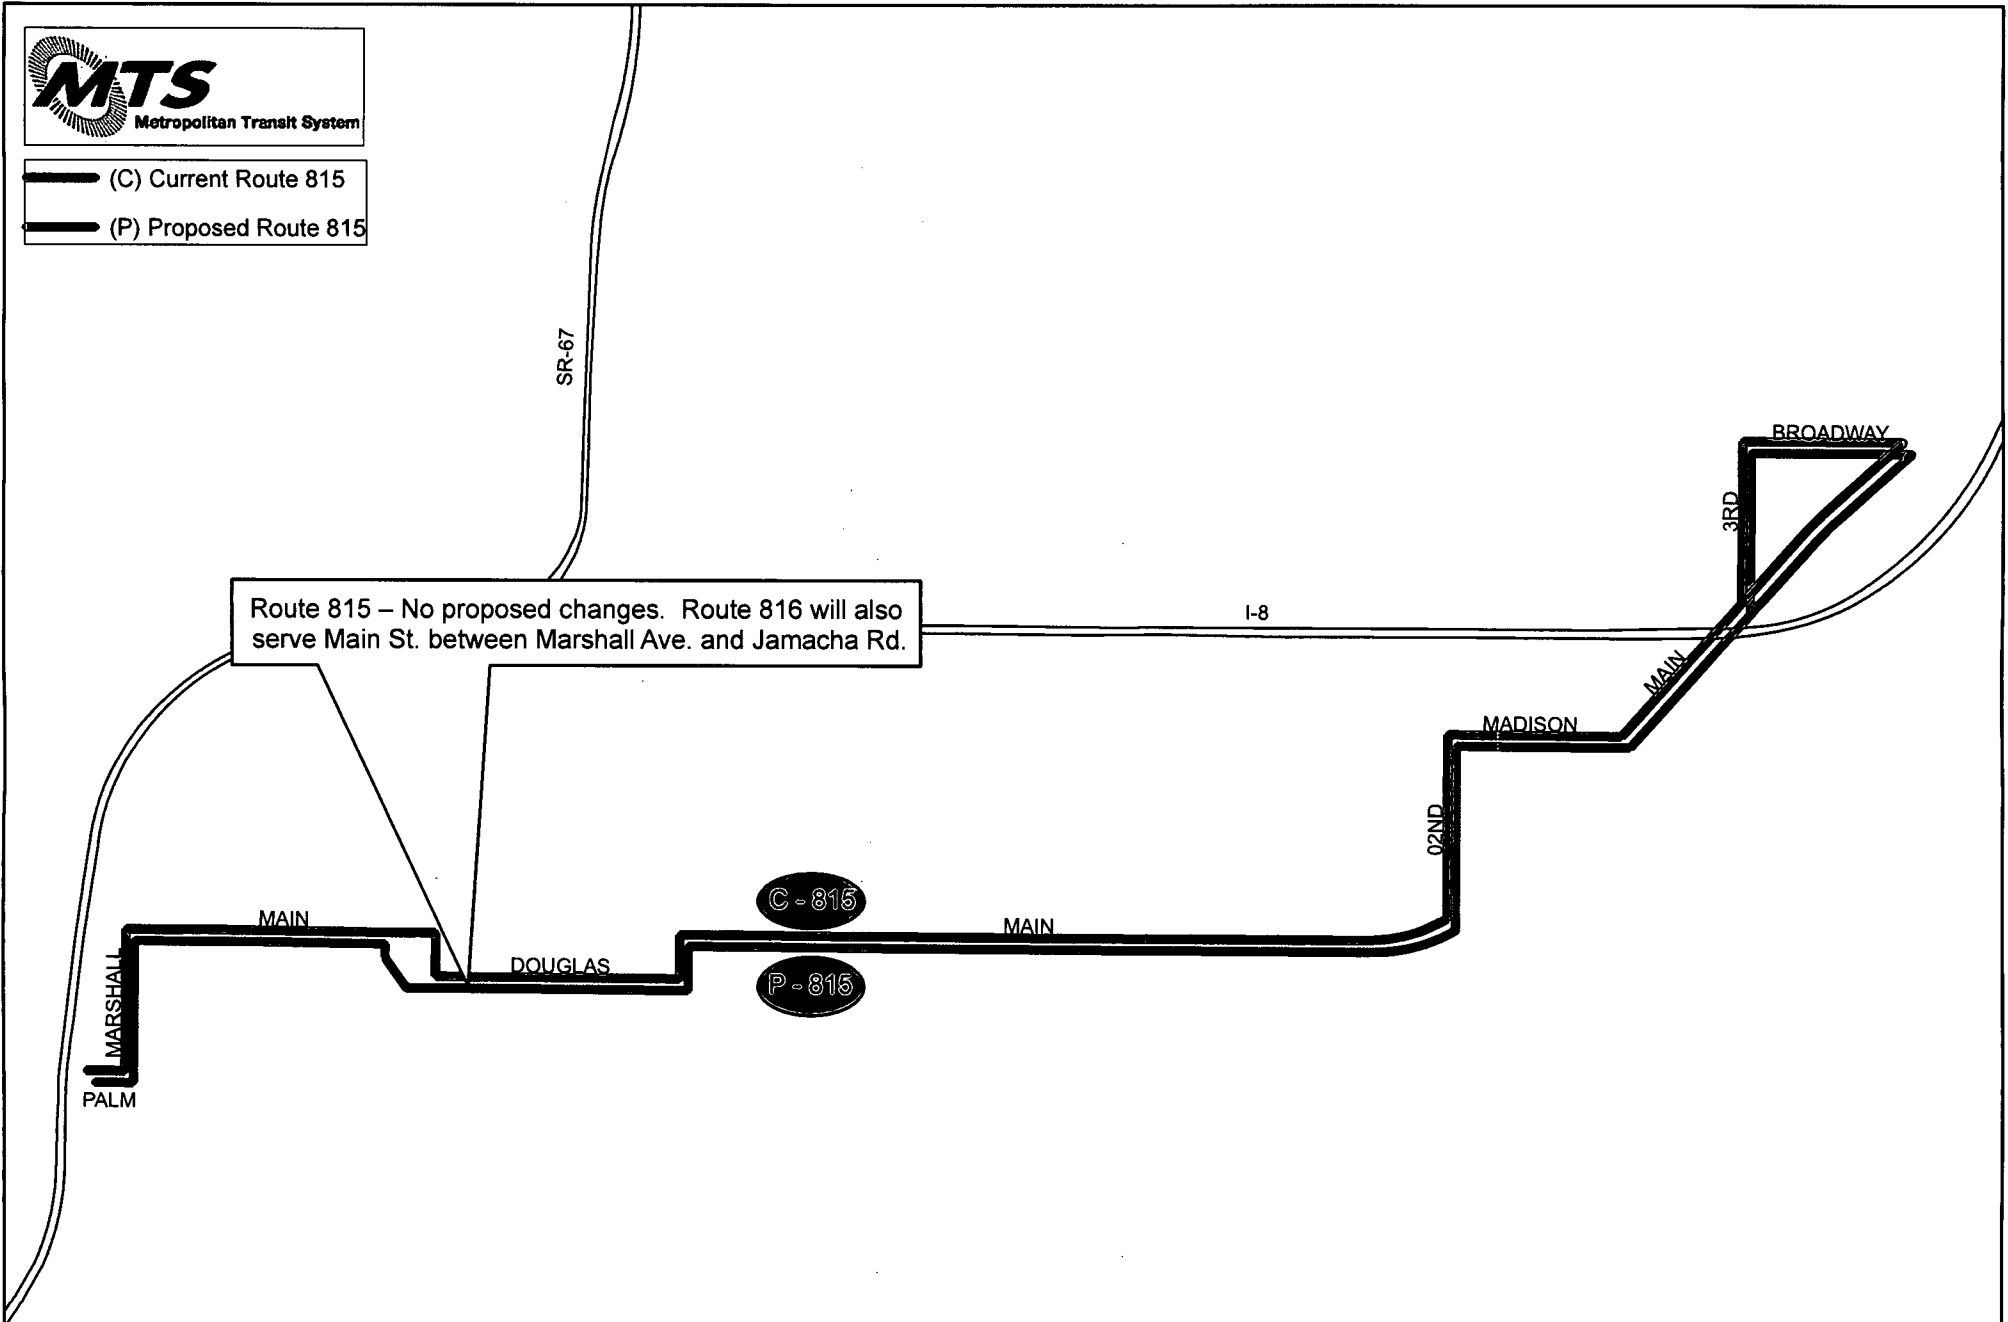 MTS
Metropolitan Transit System
(C) Current Route 815
(P) Proposed Route 815
SR-67
BROADWAY
3RD
Route 815 – No proposed changes. Route 816 will also
serve Main St. between Marshall Ave. and Jamacha Rd.
I-8
MAIN
MADISON
02ND
C - 815
MAIN
MAIN
DOUGLAS
P - 815
MARSHALL
PALM